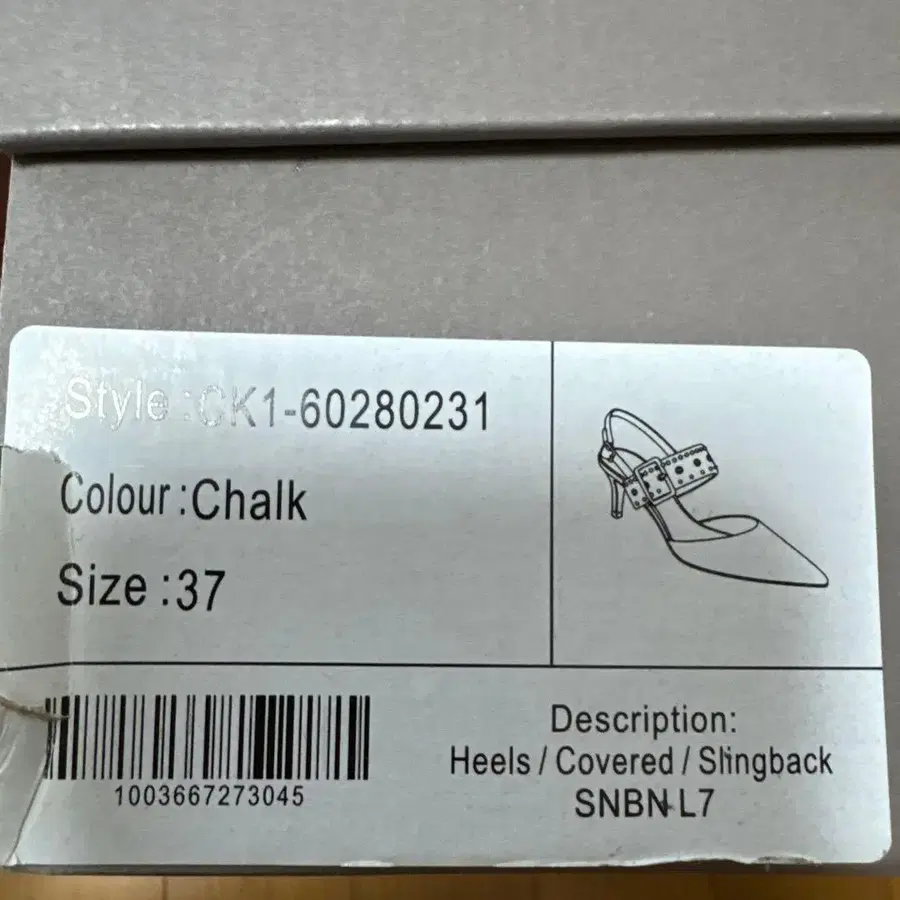 Style :CK1-60280231
Colour :Chalk
Size :37
1003667273045
Description:
Heels / Covered / Slingback
SNBN L7